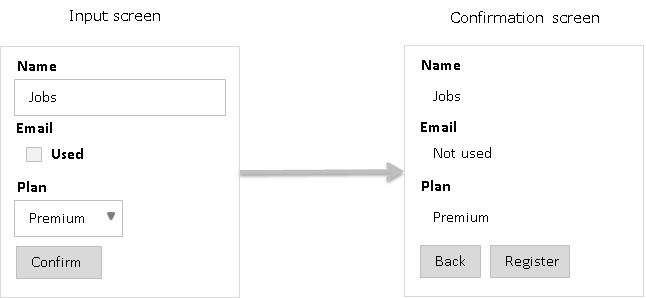 Input screen
Name
Jobs
Email
Used
Plan
Premium
Confirm
Confirmation screen
Name
Jobs
Email
Not used
Plan
Premium
Back Register